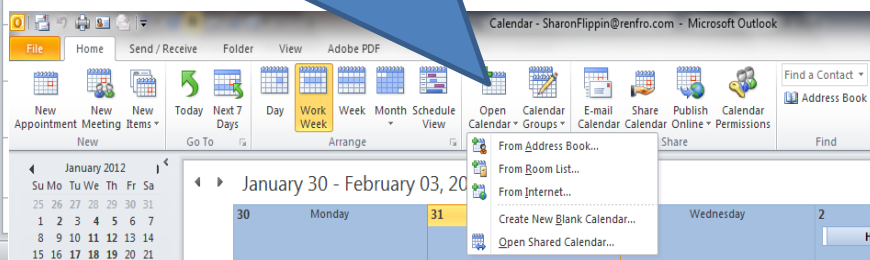 Calendar - SharonFlippin@renfro.com - Microsoft Outlook
File Home Send / Receive Folder View Adobe PDF
New Appointment
New Meeting
New Items
Today
Next 7 Days
Day
Work Week
Week
Month
Schedule View
Open Calendar
Calendar Groups
E-mail Calendar
Share Calendar
Publish Online
Calendar Permissions
Find a Contact
Address Book
New Go To Arrange Share Find
From Address Book...
From Room List...
From Internet...
Create New Blank Calendar...
Open Shared Calendar...
January 2012
Su Mo Tu We Th Fr Sa
25 26 27 28 29 30 31
1 2 3 4 5 6 7
8 9 10 11 12 13 14
15 16 17 18 19 20 21
January 30 - February 03, 20
30 Monday 31 Wednesday 2